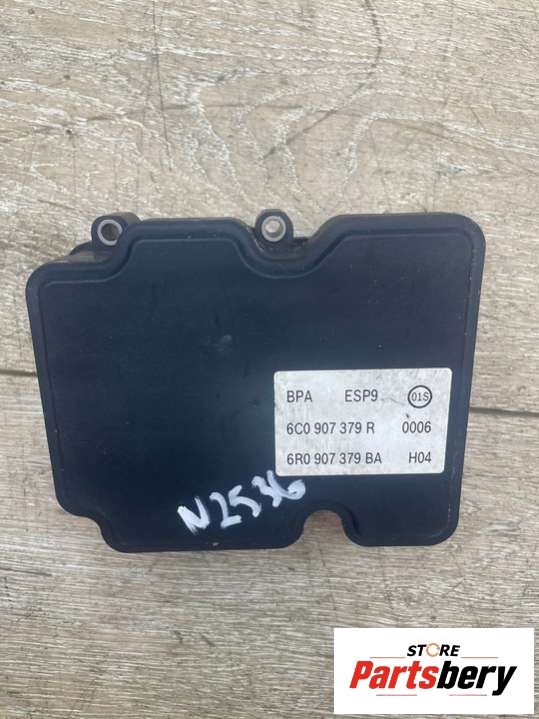 BPA ESP9 01S
6C0 907 379 R 0006
6R0 907 379 BA H04
N2536
STORE
Partsbery